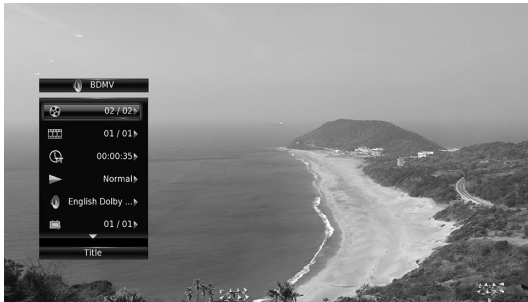 BDMV
02 / 02
01 / 01
00:00:35
Normal
English Dolby ...
01 / 01
Title